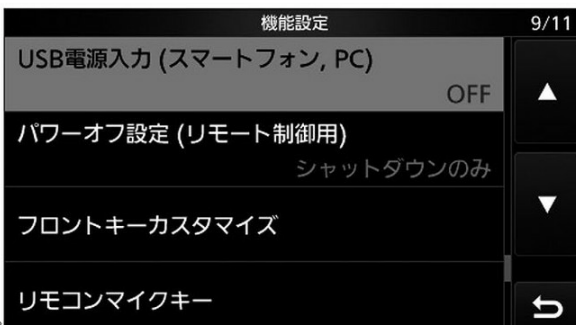 機能設定
9/11
USB電源入力 (スマートフォン, PC)
OFF
パワーオフ設定 (リモート制御用)
シャットダウンのみ
フロントキーカスタマイズ
リモコンマイクキー